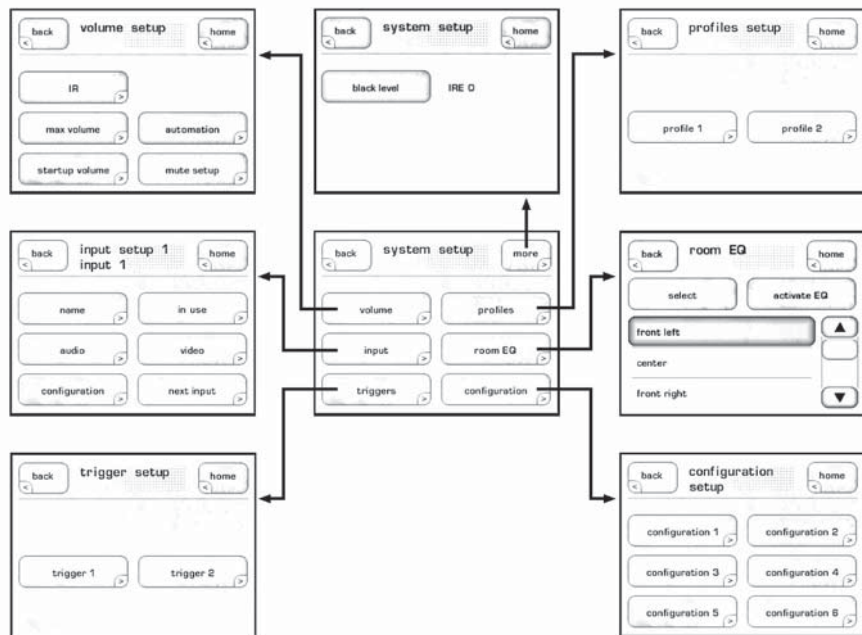 back volume setup home
IR
max volume automation
startup volume mute setup
back system setup home
black level IRE 0
back profiles setup home
profile 1 profile 2
back input setup 1 home
input 1
name in use
audio video
configuration next input
back system setup more
volume profiles
input room EQ
triggers configuration
back room EQ home
select activate EQ
front left
center
front right
back trigger setup home
trigger 1 trigger 2
back configuration home
setup
configuration 1 configuration 2
configuration 3 configuration 4
configuration 5 configuration 6